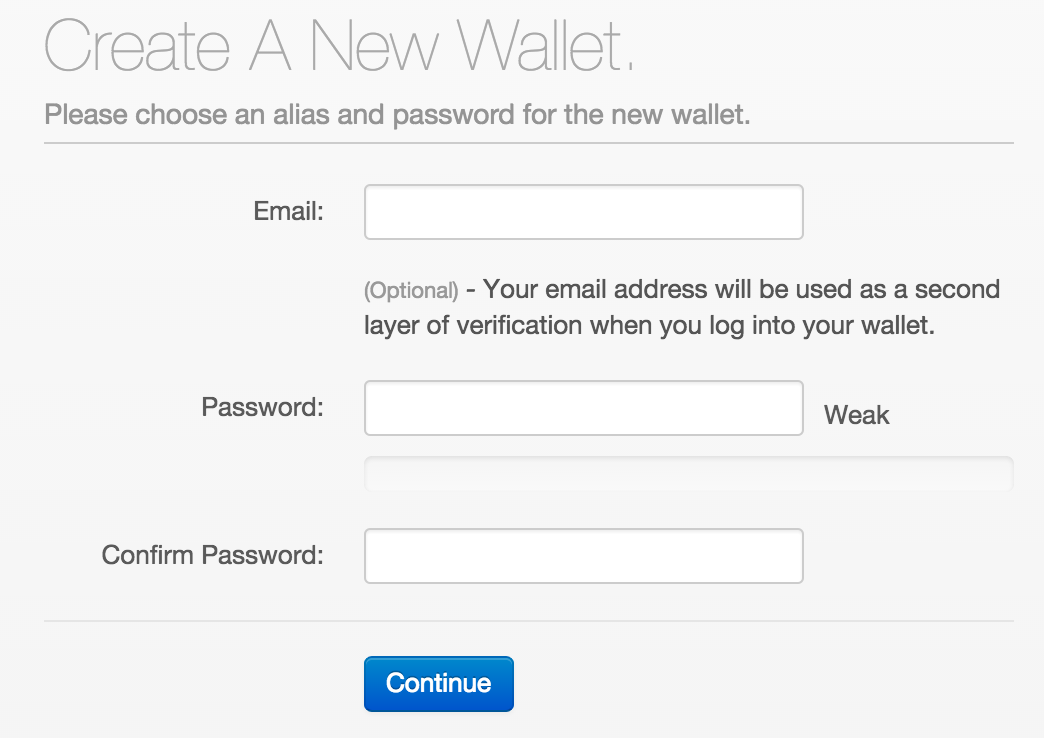 Create A New Wallet.
Please choose an alias and password for the new wallet.
Email:
(Optional) - Your email address will be used as a second
layer of verification when you log into your wallet.
Password:
Weak
Confirm Password:
Continue